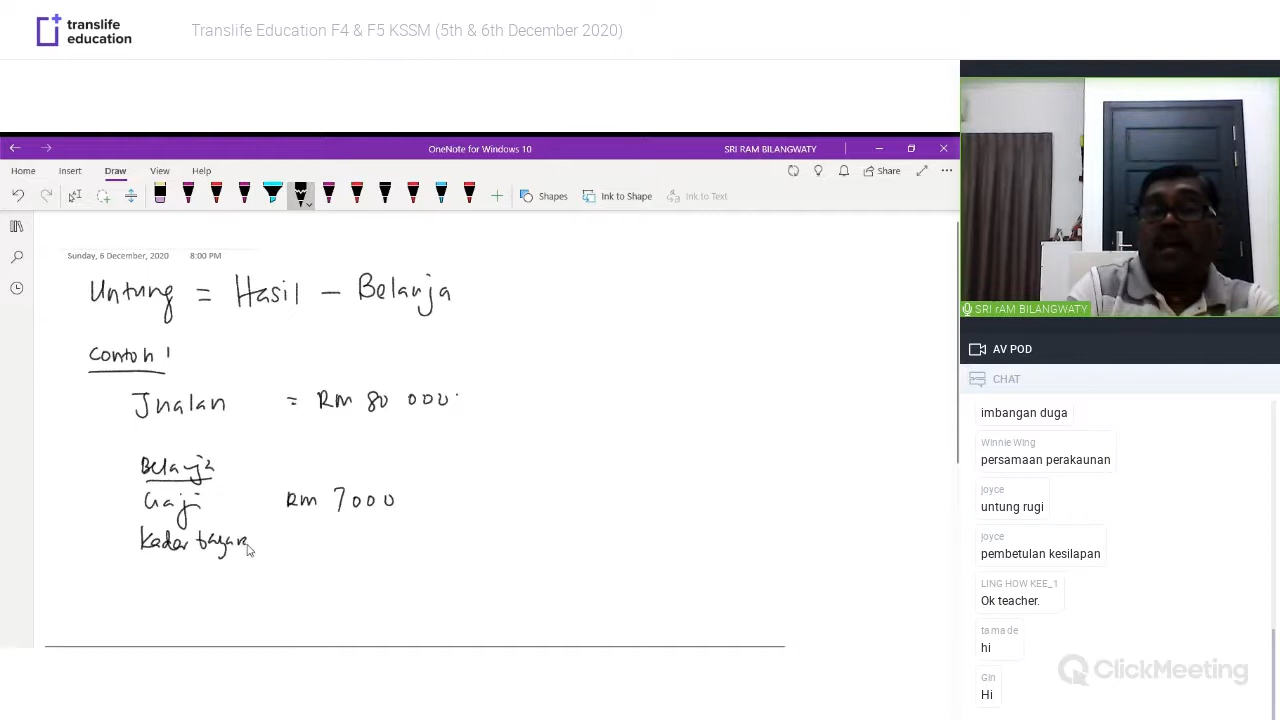 translife
education
Translife Education F4 & F5 KSSM (5th & 6th December 2020)
OneNote for Windows 10
SRI RAM BILANGWATY
Home
Insert
Draw
View
Help
Share
Shapes
Ink to Shape
Ink to Text
Sunday, 6 December, 2020
8:00 PM
Untung = Hasil - Belanja
Contoh 1
Jualan = RM 80 000.
Belanja
Gaji RM 7000
Kadar bayara
SRI rAM BILANGWATY
AV POD
CHAT
imbangan duga
Winnie Wing
persamaan perakaunan
joyce
untung rugi
joyce
pembetulan kesilapan
LING HOW KEE_1
Ok teacher.
tamade
hi
Gin
Hi
ClickMeeting